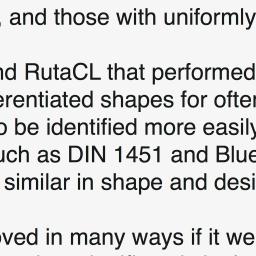 , and those with uniformly
nd RutaCL that performed
erentiated shapes for often
o be identified more easily
uch as DIN 1451 and Blue
similar in shape and desi
oved in many ways if it we